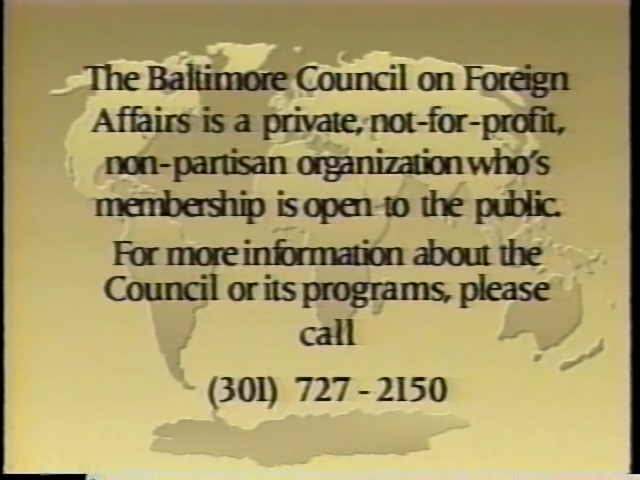 The Baltimore Council on Foreign
Affairs is a private, not-for-profit,
non-partisan organization who's
membership is open to the public.
For more information about the
Council or its programs, please
call
(301) 727-2150